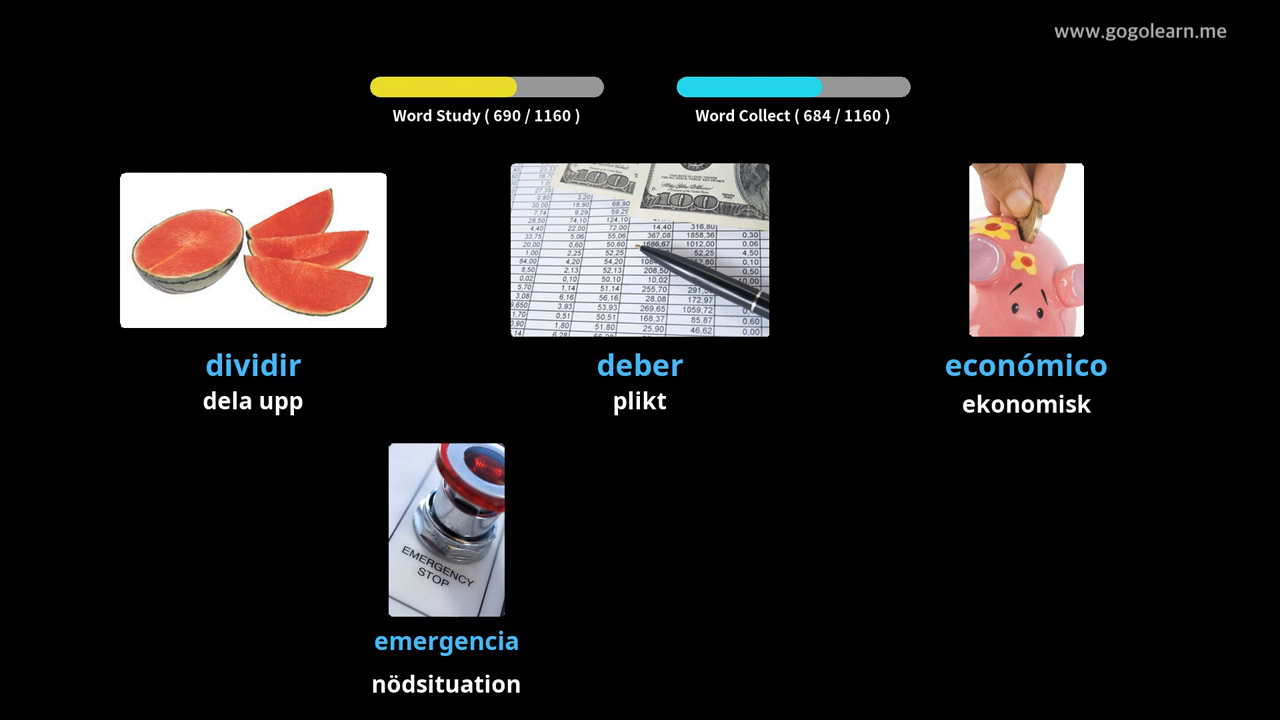 www.gogolearn.me
Word Study ( 690 / 1160 )
Word Collect ( 684 / 1160 )
dividir
dela upp
deber
plikt
económico
ekonomisk
EMERGENCY
STOP
emergencia
nödsituation